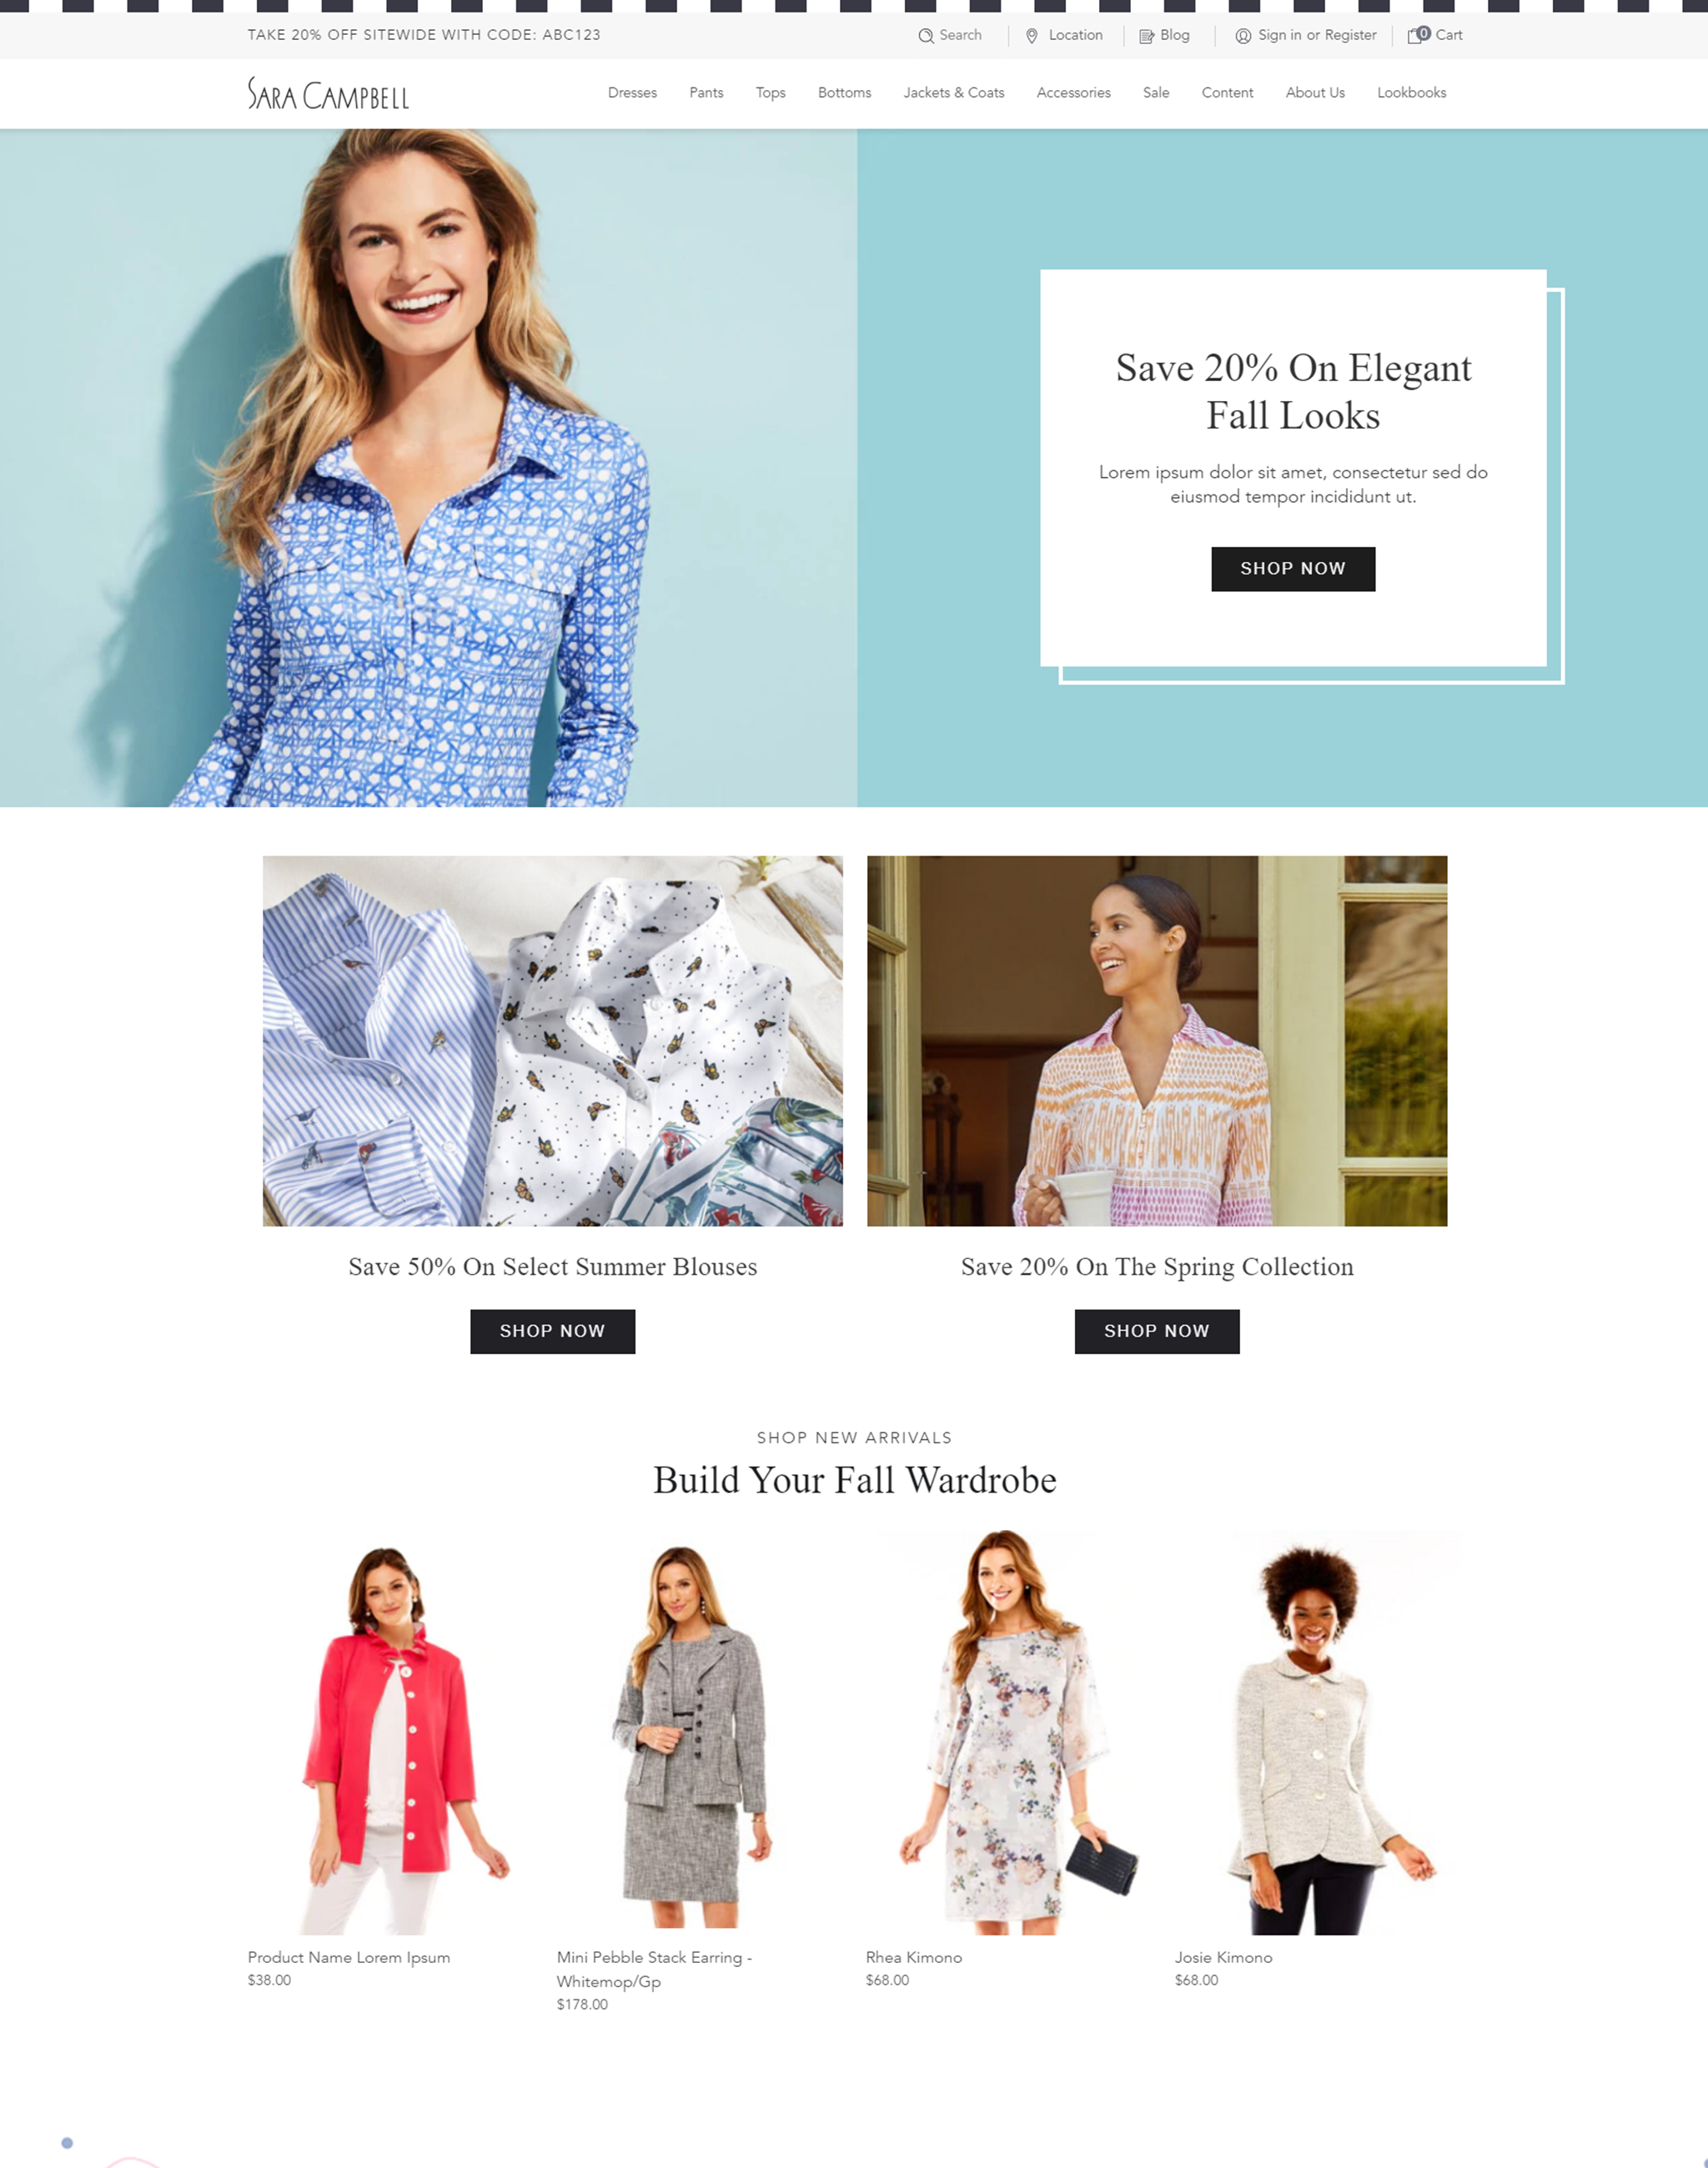 TAKE 20% OFF SITEWIDE WITH CODE: ABC123
Search
Location
Blog
Sign in or Register
0
Cart
SARA CAMPBELL
Dresses
Pants
Tops
Bottoms
Jackets & Coats
Accessories
Sale
Content
About Us
Lookbooks
Save 20% On Elegant
Fall Looks
Lorem ipsum dolor sit amet, consectetur sed do
eiusmod tempor incididunt ut.
SHOP NOW
Save 50% On Select Summer Blouses
SHOP NOW
Save 20% On The Spring Collection
SHOP NOW
SHOP NEW ARRIVALS
Build Your Fall Wardrobe
Product Name Lorem Ipsum
$38.00
Mini Pebble Stack Earring -
Whitemop/Gp
$178.00
Rhea Kimono
$68.00
Josie Kimono
$68.00